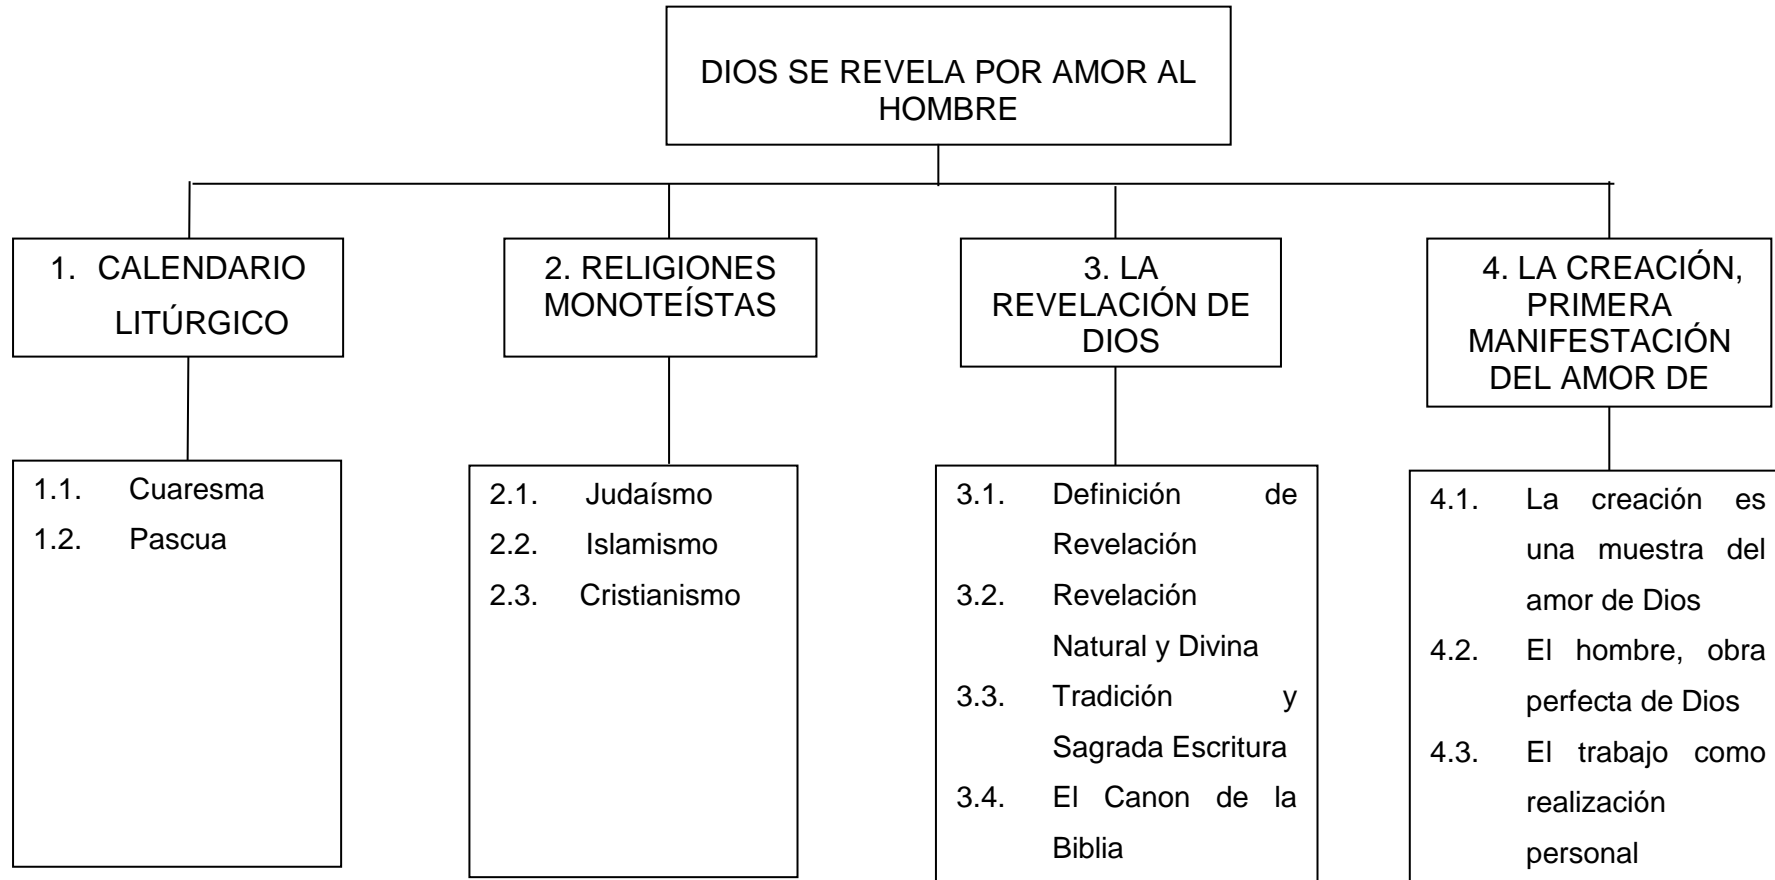 DIOS SE REVELA POR AMOR AL
HOMBRE
1. CALENDARIO
LITÚRGICO
2. RELIGIONES
MONOTEÍSTAS
3. LA
REVELACIÓN DE
DIOS
4. LA CREACIÓN,
PRIMERA
MANIFESTACIÓN
DEL AMOR DE
1.1. Cuaresma
1.2. Pascua
2.1. Judaísmo
2.2. Islamismo
2.3. Cristianismo
3.1. Definición de
Revelación
3.2. Revelación
Natural y Divina
3.3. Tradición y
Sagrada Escritura
3.4. El Canon de la
Biblia
4.1. La creación es
una muestra del
amor de Dios
4.2. El hombre, obra
perfecta de Dios
4.3. El trabajo como
realización
personal